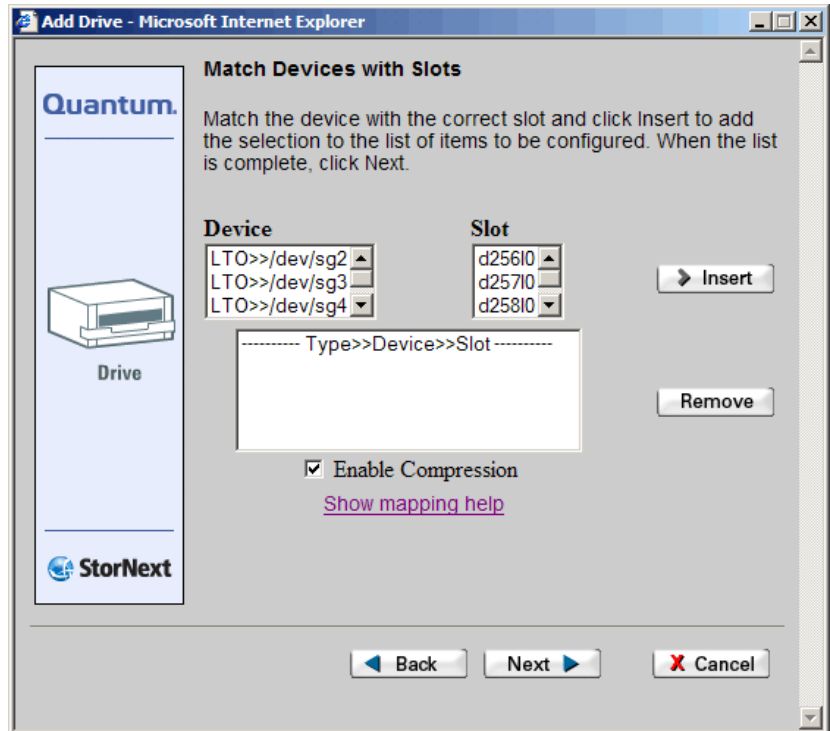 Add Drive - Microsoft Internet Explorer
Quantum.
Match Devices with Slots
Match the device with the correct slot and click Insert to add
the selection to the list of items to be configured. When the list
is complete, click Next.
Device Slot
LTO>>/dev/sg2 d256l0
LTO>>/dev/sg3 d257l0
LTO>>/dev/sg4 d258l0
Insert
---------- Type>>Device>>Slot ----------
Drive
Remove
Enable Compression
Show mapping help
StorNext
Back Next X Cancel